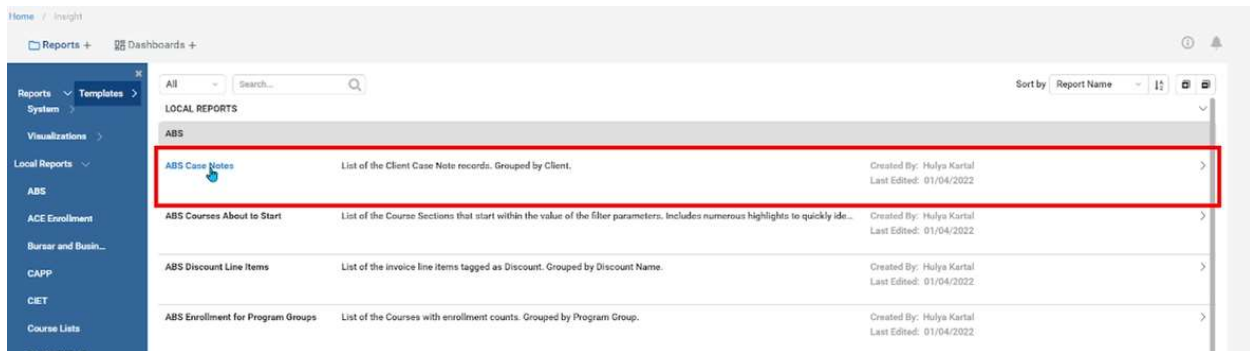 Home / Insight
Reports + Dashboards +
Reports Templates
System
Visualizations
Local Reports
ABS
ACE Enrollment
Bursar and Busin...
CAPP
CIET
Course Lists
All Search... Sort by Report Name
LOCAL REPORTS
ABS
ABS Case Notes List of the Client Case Note records. Grouped by Client. Created By: Hulya Kartal
Last Edited: 01/04/2022
ABS Courses About to Start List of the Course Sections that start within the value of the filter parameters. Includes numerous highlights to quickly ide... Created By: Hulya Kartal
Last Edited: 01/04/2022
ABS Discount Line Items List of the invoice line items tagged as Discount. Grouped by Discount Name. Created By: Hulya Kartal
Last Edited: 01/04/2022
ABS Enrollment for Program Groups List of the Courses with enrollment counts. Grouped by Program Group. Created By: Hulya Kartal
Last Edited: 01/04/2022